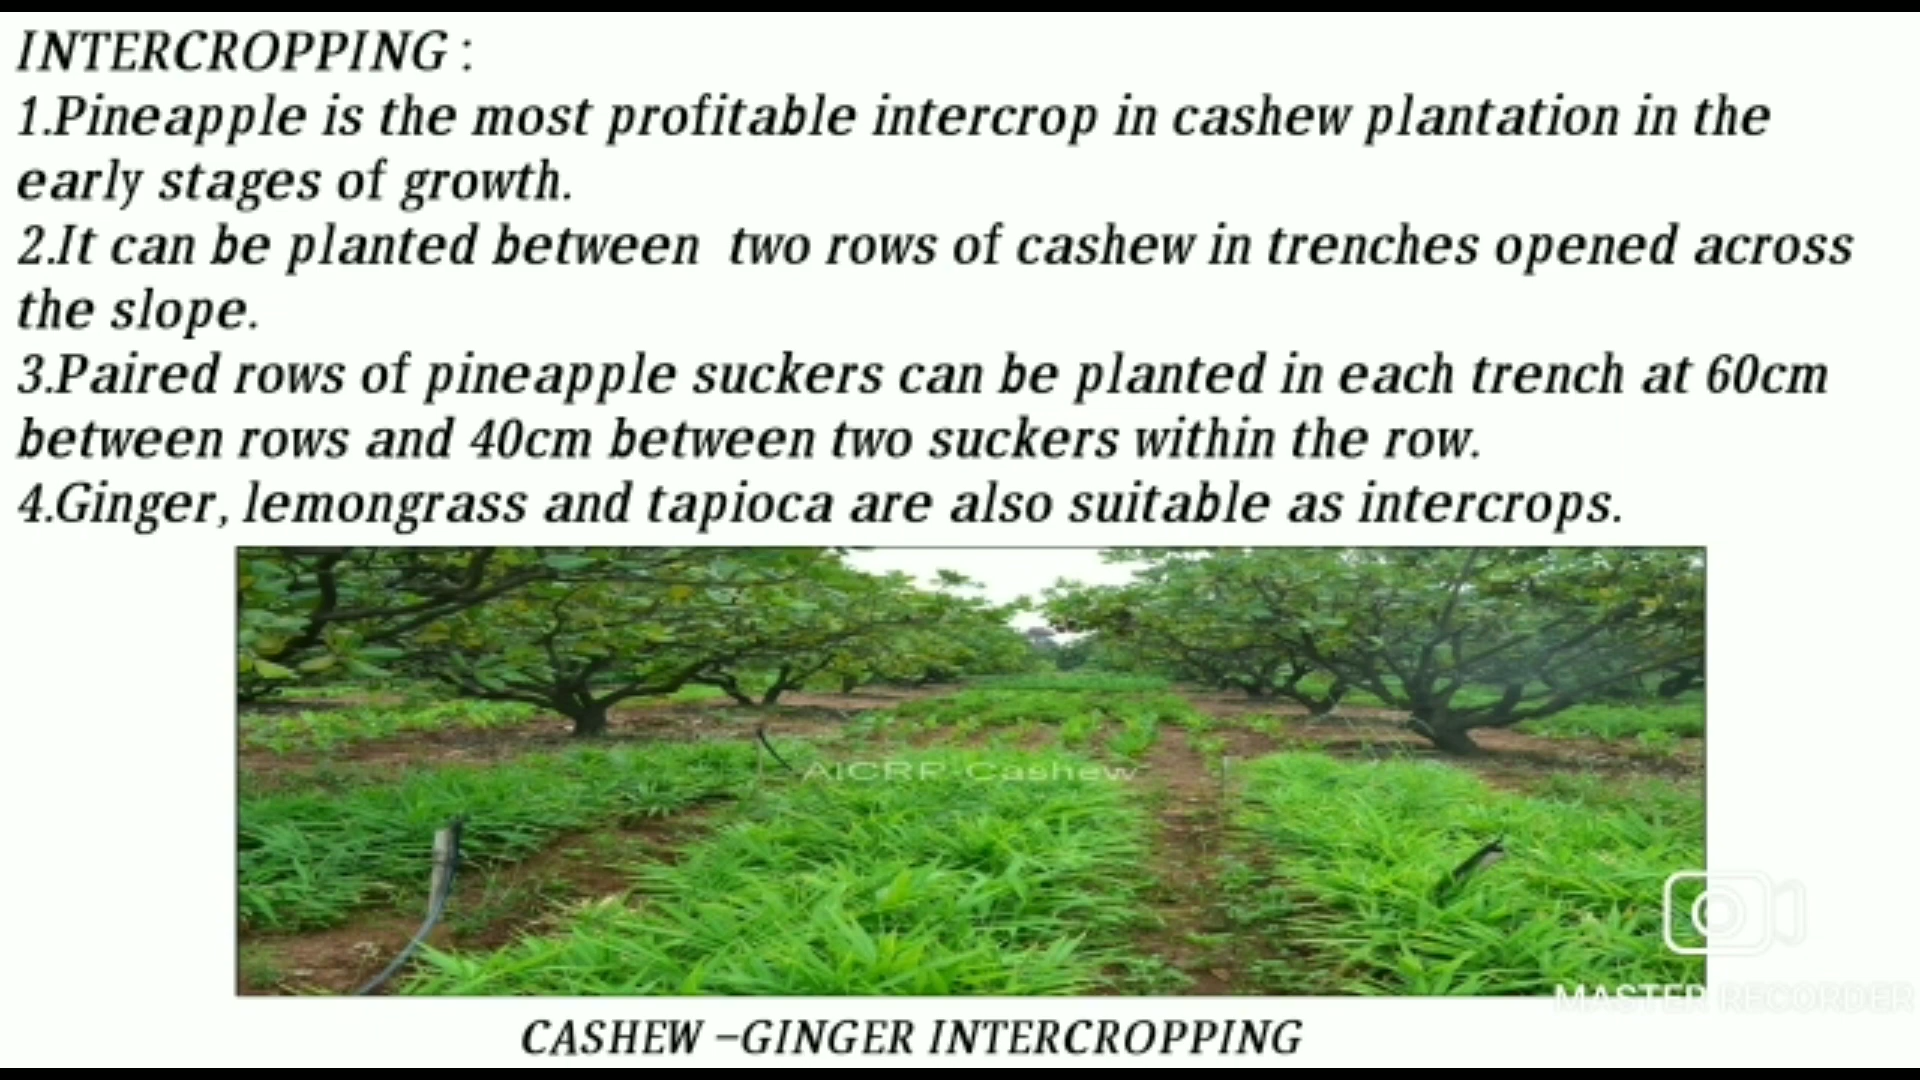 INTERCROPPING :
1.Pineapple is the most profitable intercrop in cashew plantation in the
early stages of growth.
2.It can be planted between two rows of cashew in trenches opened across
the slope.
3.Paired rows of pineapple suckers can be planted in each trench at 60cm
between rows and 40cm between two suckers within the row.
4.Ginger, lemongrass and tapioca are also suitable as intercrops.
AICRP-Cashew
MASTER RECORDER
CASHEW –GINGER INTERCROPPING